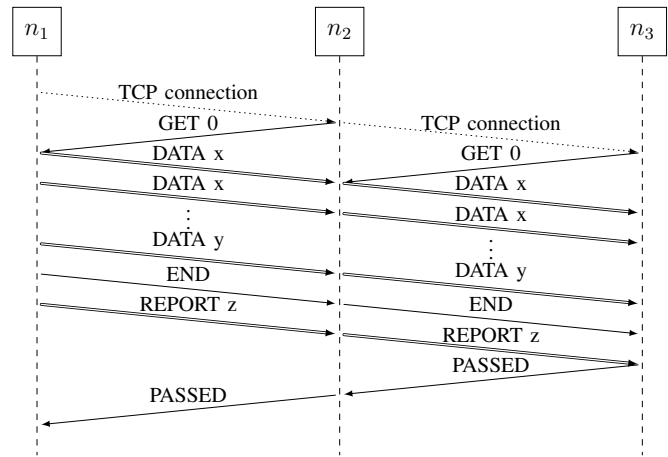 n1 n2 n3
TCP connection
GET 0 TCP connection
DATA x GET 0
DATA x DATA x
⋮ DATA x
DATA y ⋮
END DATA y
REPORT z END
REPORT z
PASSED
PASSED